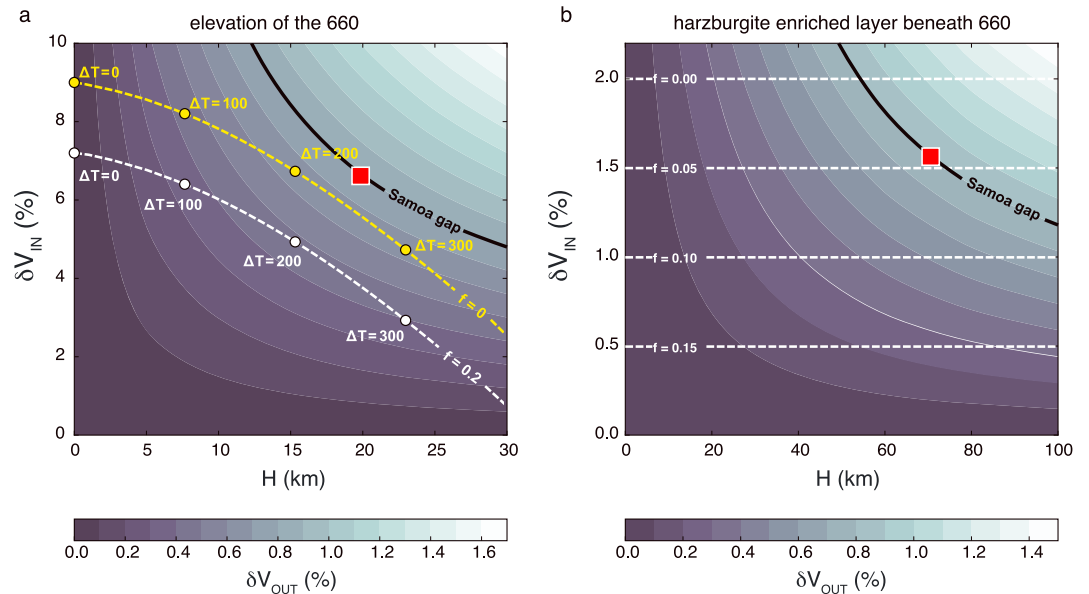 a
elevation of the 660
10
8
6
4
2
0
δV_IN (%)
ΔT=0
ΔT=100
ΔT=200
ΔT=300
f=0
ΔT=0
ΔT=100
ΔT=200
ΔT=300
f=0.2
Samoa gap
0
5
10
15
20
25
30
H (km)
0.0 0.2 0.4 0.6 0.8 1.0 1.2 1.4 1.6
δV_OUT (%)
b
harzburgite enriched layer beneath 660
2.0
1.5
1.0
0.5
0.0
δV_IN (%)
f=0.00
f=0.05
f=0.10
f=0.15
Samoa gap
0
20
40
60
80
100
H (km)
0.0 0.2 0.4 0.6 0.8 1.0 1.2 1.4
δV_OUT (%)